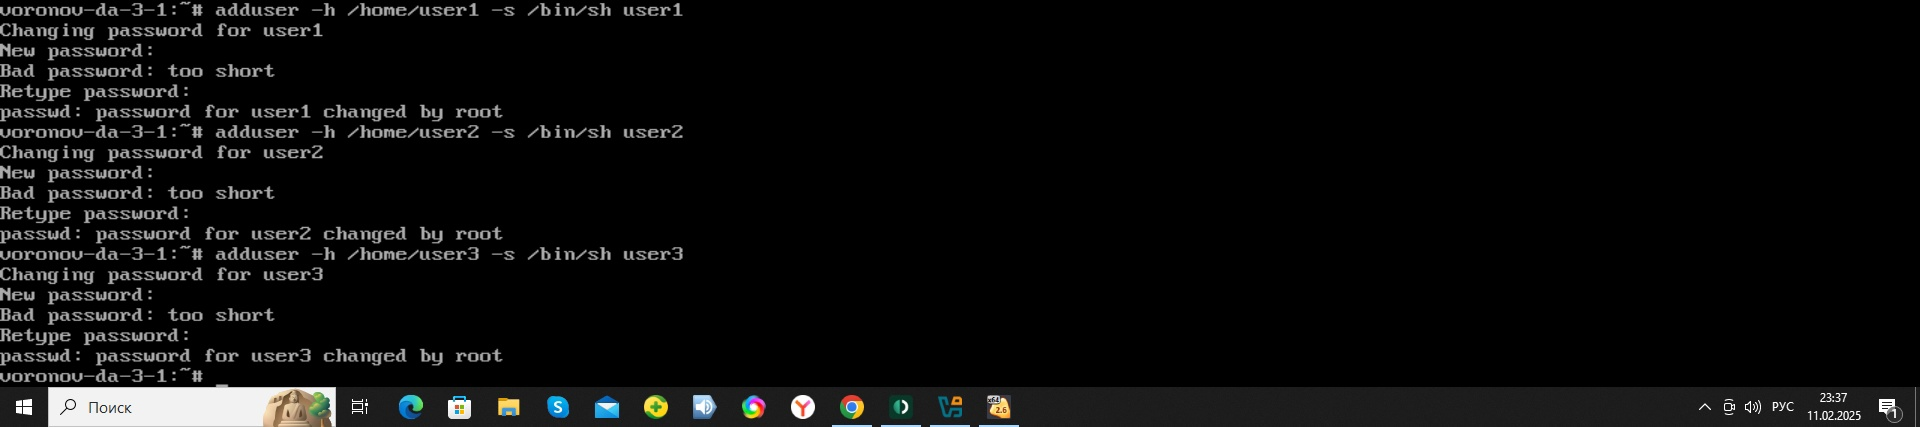 voronov-da-3-1:~# adduser -h /home/user1 -s /bin/sh user1
Changing password for user1
New password:
Bad password: too short
Retype password:
passwd: password for user1 changed by root
voronov-da-3-1:~# adduser -h /home/user2 -s /bin/sh user2
Changing password for user2
New password:
Bad password: too short
Retype password:
passwd: password for user2 changed by root
voronov-da-3-1:~# adduser -h /home/user3 -s /bin/sh user3
Changing password for user3
New password:
Bad password: too short
Retype password:
passwd: password for user3 changed by root
voronov-da-3-1:~# _
Поиск
x64
2.6
РУС
23:37
11.02.2025
1